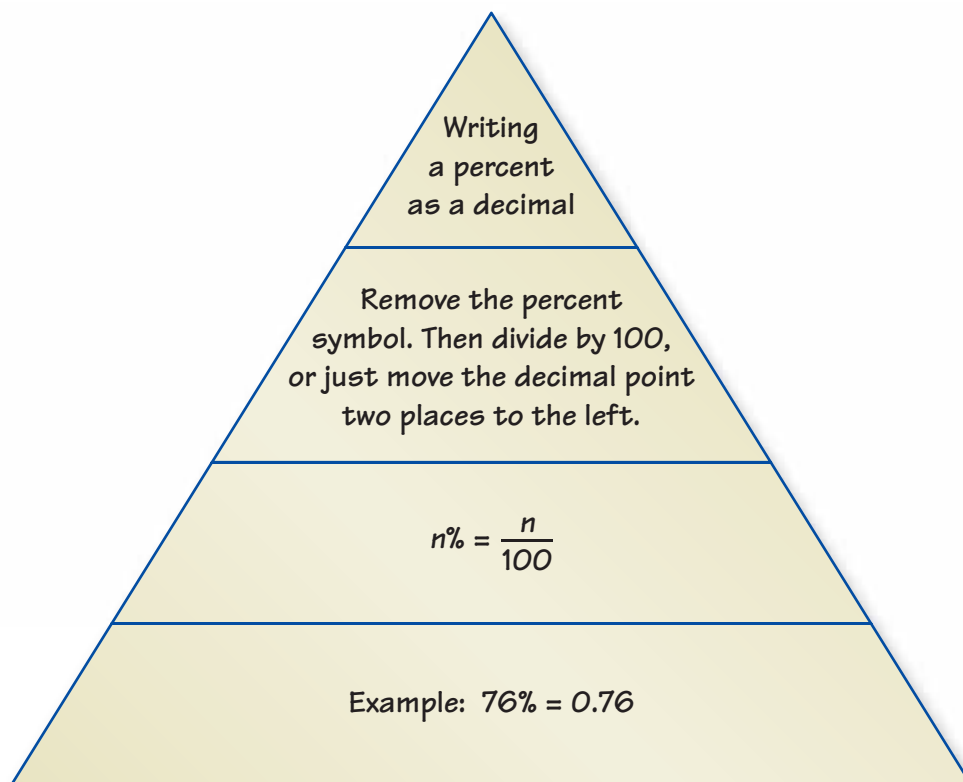 Writing
a percent
as a decimal
Remove the percent
symbol. Then divide by 100,
or just move the decimal point
two places to the left.
n% = n/100
Example: 76% = 0.76